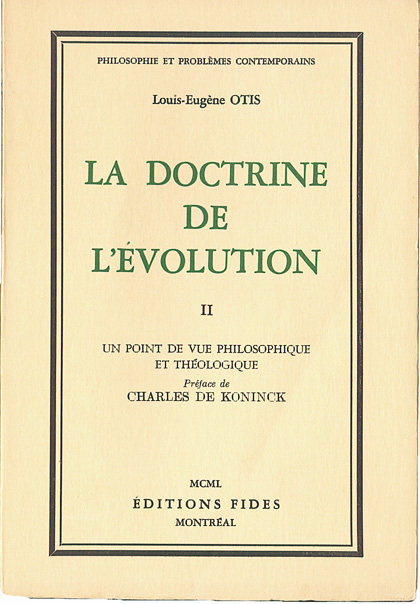 PHILOSOPHIE ET PROBLÈMES CONTEMPORAINS
Louis-Eugène OTIS
LA DOCTRINE
DE
L'ÉVOLUTION
II
UN POINT DE VUE PHILOSOPHIQUE
ET THÉOLOGIQUE
Préface de
CHARLES DE KONINCK
MCML
ÉDITIONS FIDES
MONTRÉAL